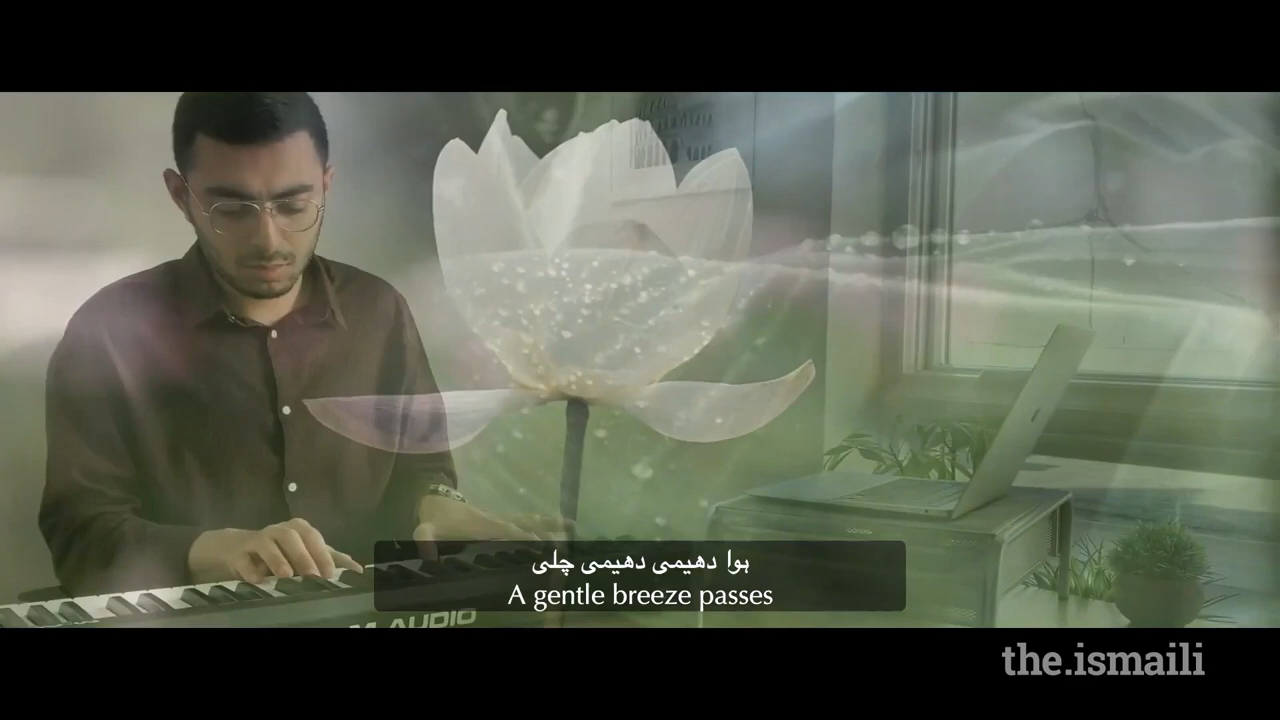 ہوا دھیمی دھیمی چلی
A gentle breeze passes
M-AUDIO
the.ismaili